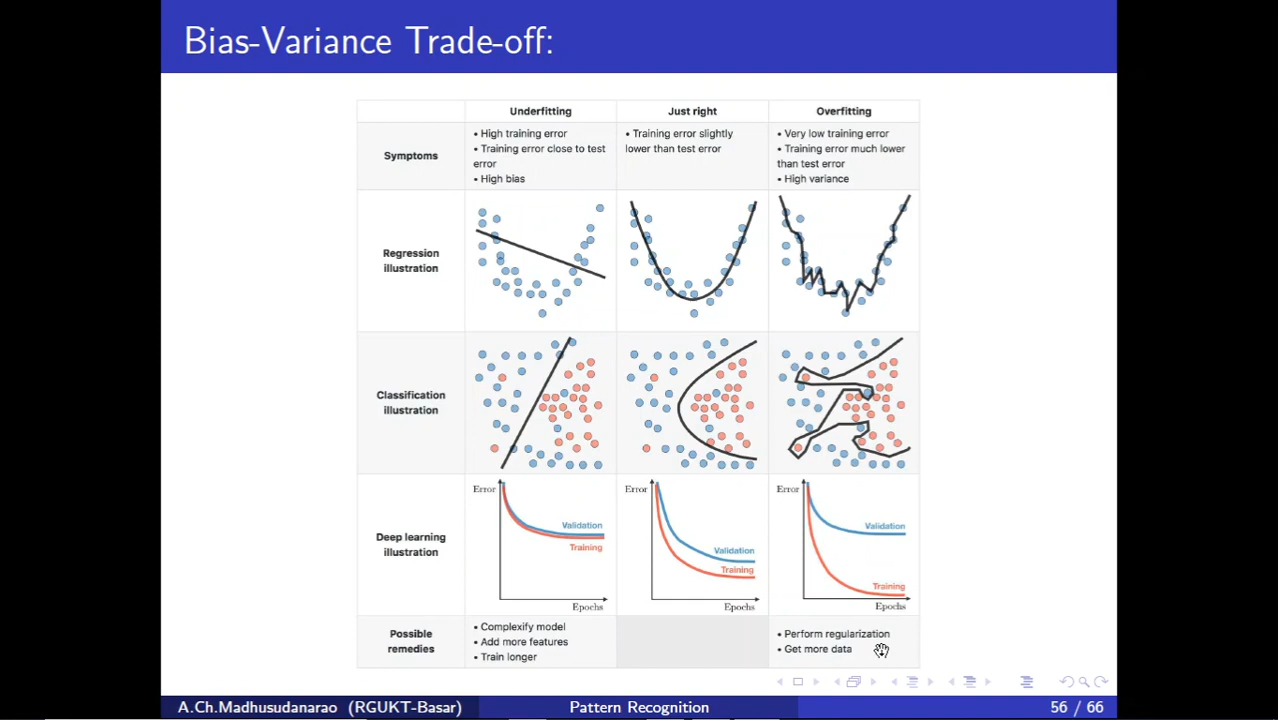 Bias-Variance Trade-off:
Underfitting
Just right
Overfitting
Symptoms
• High training error
• Training error close to test
error
• High bias
• Training error slightly
lower than test error
• Very low training error
• Training error much lower
than test error
• High variance
Regression
illustration
Classification
illustration
Deep learning
illustration
Error
Validation
Training
Epochs
Error
Validation
Training
Epochs
Error
Validation
Training
Epochs
Possible
remedies
• Complexify model
• Add more features
• Train longer
• Perform regularization
• Get more data
A.Ch.Madhusudanarao (RGUKT-Basar)
Pattern Recognition
56 / 66